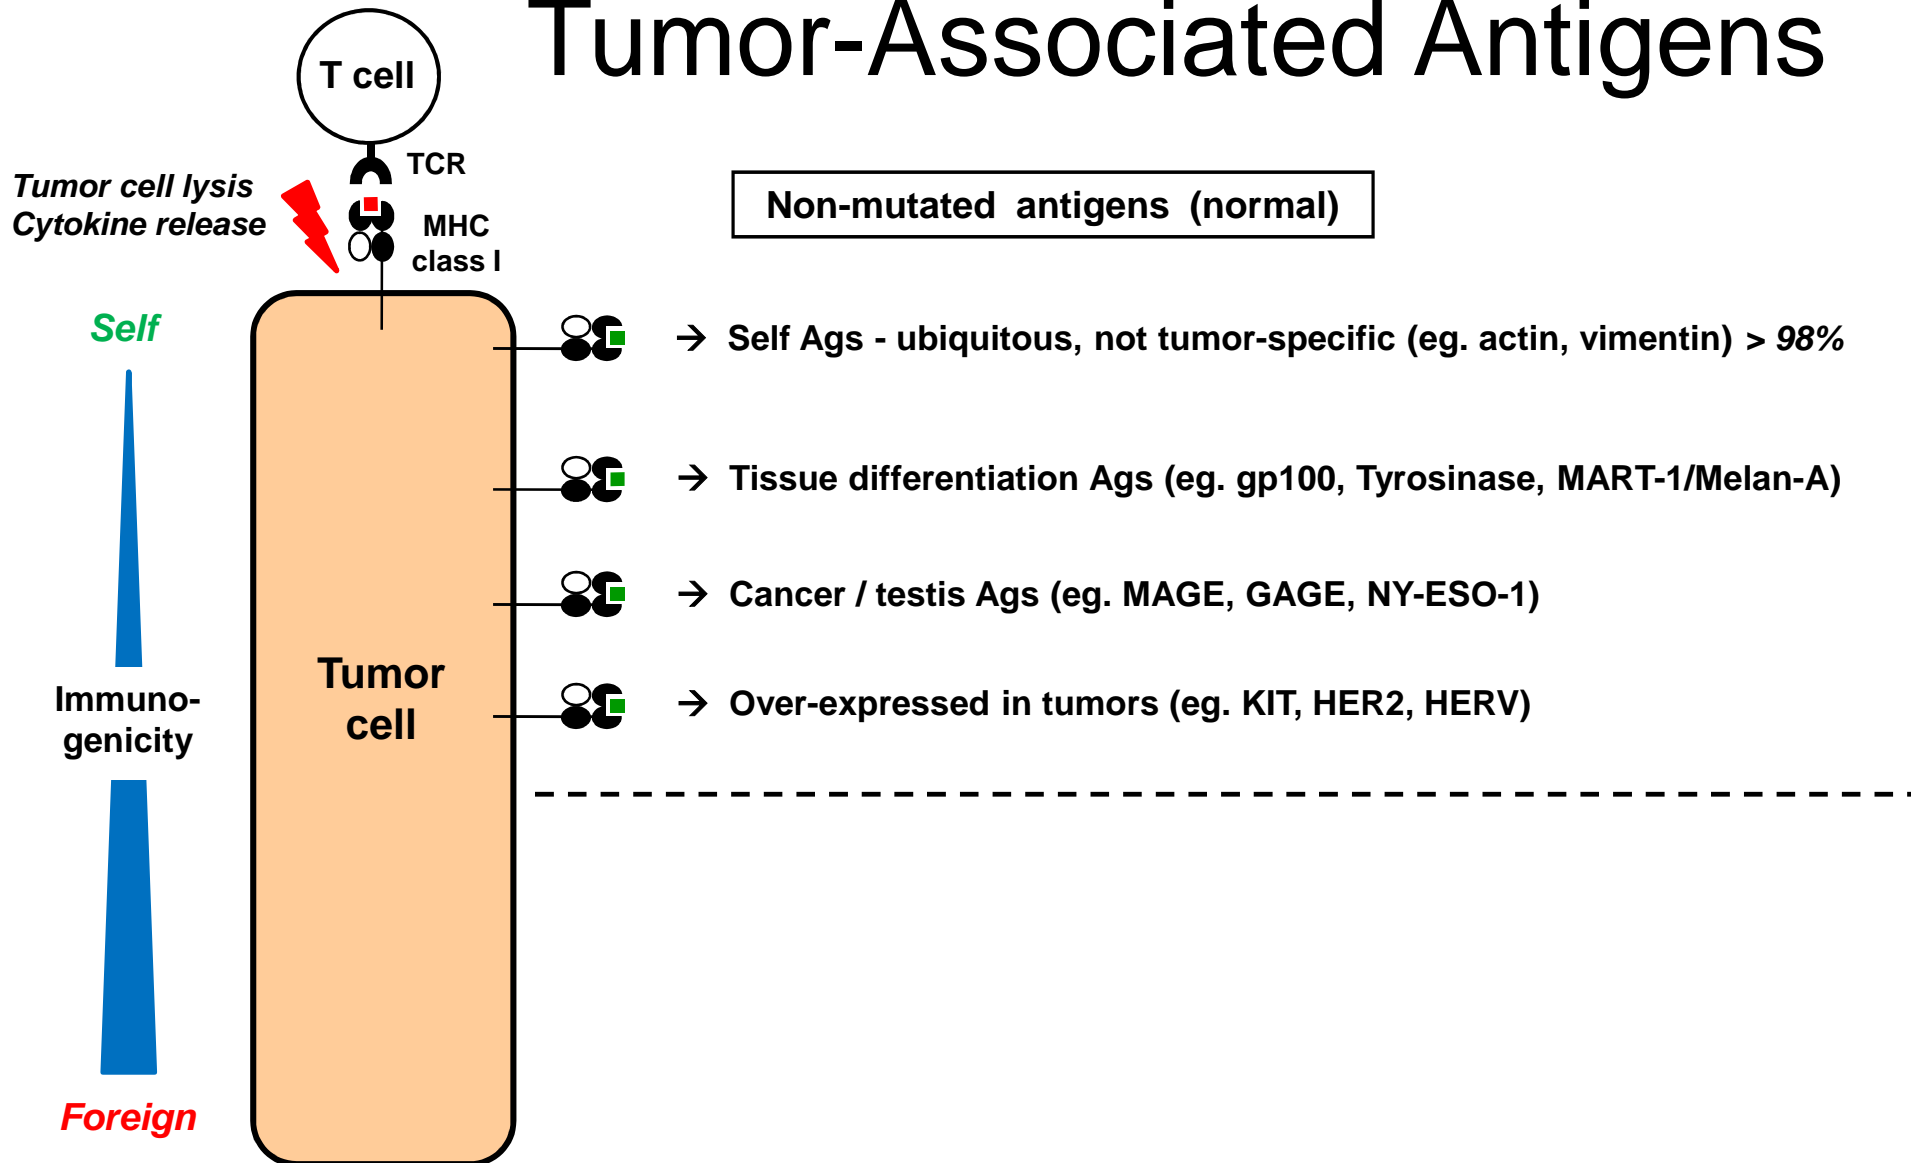 Tumor-Associated Antigens
T cell
TCR
Tumor cell lysis
Cytokine release
MHC
class I
Non-mutated antigens (normal)
Self
→ Self Ags - ubiquitous, not tumor-specific (eg. actin, vimentin) > 98%
→ Tissue differentiation Ags (eg. gp100, Tyrosinase, MART-1/Melan-A)
→ Cancer / testis Ags (eg. MAGE, GAGE, NY-ESO-1)
Immuno-
genicity
Tumor
cell
→ Over-expressed in tumors (eg. KIT, HER2, HERV)
Foreign